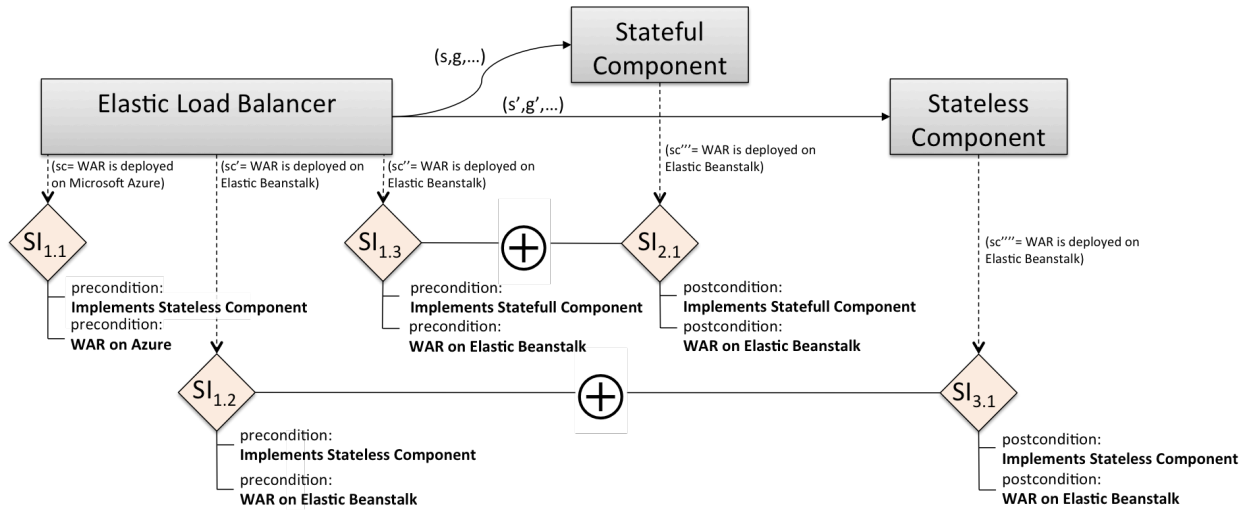 Stateful
Component
(s,g,...)
Elastic Load Balancer
(s’,g’,...)
Stateless
Component
(sc= WAR is deployed
on Microsoft Azure)
(sc’= WAR is deployed on
Elastic Beanstalk)
(sc’’= WAR is deployed on
Elastic Beanstalk)
(sc’’’= WAR is deployed on
Elastic Beanstalk)
(sc’’’’= WAR is deployed on
Elastic Beanstalk)
SI1.1
SI1.3
SI2.1
precondition:
Implements Stateless Component
precondition:
WAR on Azure
precondition:
Implements Statefull Component
precondition:
WAR on Elastic Beanstalk
postcondition:
Implements Statefull Component
postcondition:
WAR on Elastic Beanstalk
SI1.2
SI3.1
precondition:
Implements Stateless Component
precondition:
WAR on Elastic Beanstalk
postcondition:
Implements Stateless Component
postcondition:
WAR on Elastic Beanstalk